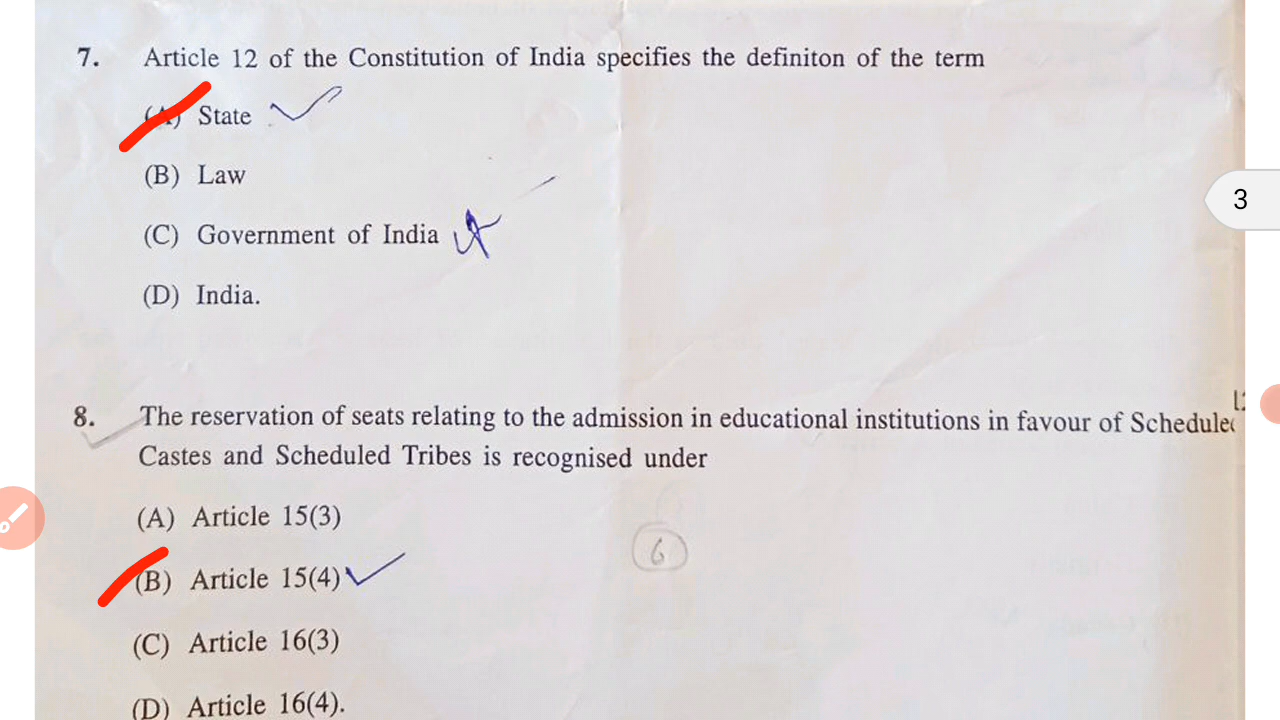 7. Article 12 of the Constitution of India specifies the definiton of the term
(A) State
3
(B) Law
(C) Government of India
(D) India.
8. The reservation of seats relating to the admission in educational institutions in favour of Scheduled
Castes and Scheduled Tribes is recognised under
(A) Article 15(3)
6
(B) Article 15(4)
(C) Article 16(3)
(D) Article 16(4).